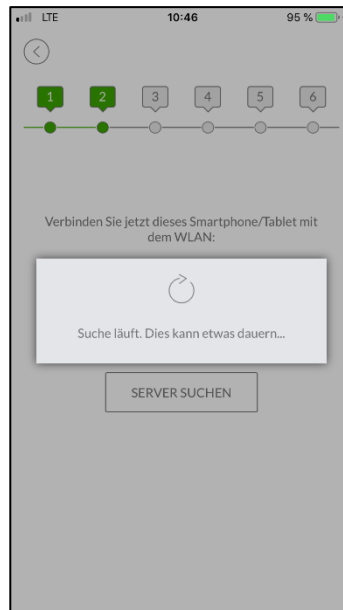 LTE 10:46 95 %
1 2 3 4 5 6
Verbinden Sie jetzt dieses Smartphone/Tablet mit
dem WLAN:
Suche läuft. Dies kann etwas dauern...
SERVER SUCHEN